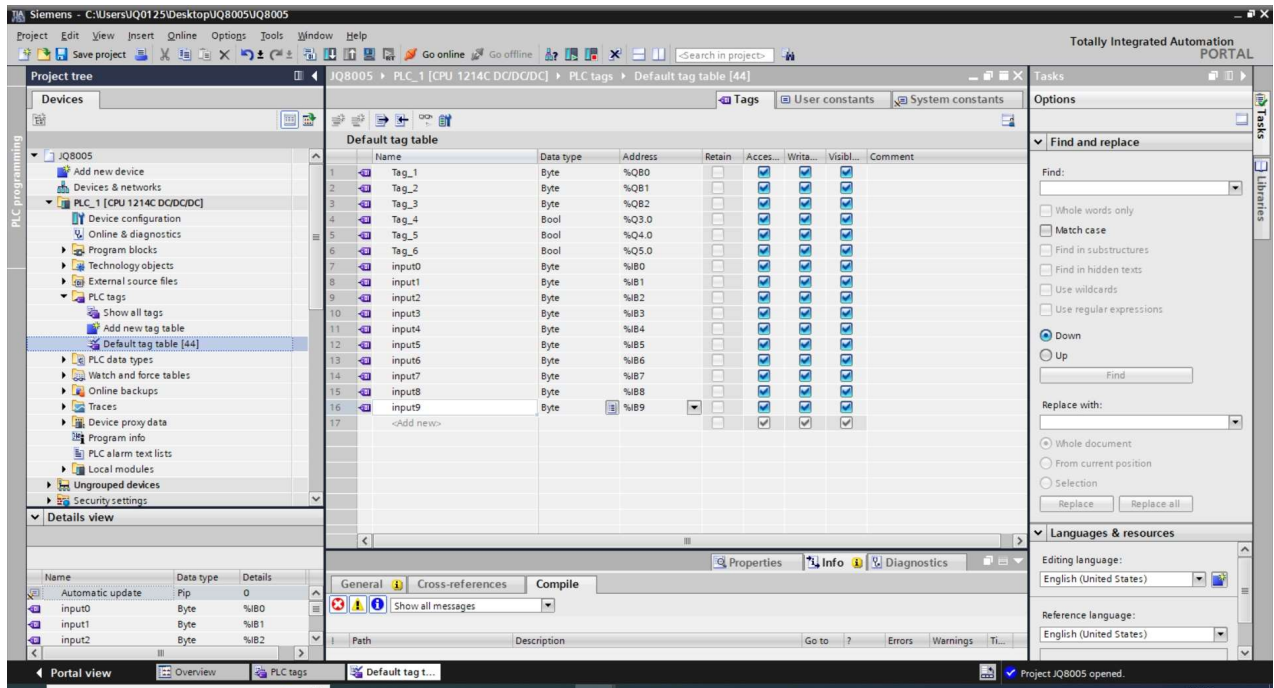 Siemens - C:\Users\JQ0125\Desktop\JQ8005\JQ8005
Project Edit View Insert Online Options Tools Window Help
Totally Integrated Automation
PORTAL
Save project Go online Go offline <Search in project>
Project tree
JQ8005 PLC_1 [CPU 1214C DC/DC/DC] PLC tags Default tag table [44]
Tasks
Devices
Tags User constants System constants
Options
PLC programming
JQ8005
Add new device
Devices & networks
PLC_1 [CPU 1214C DC/DC/DC]
Device configuration
Online & diagnostics
Program blocks
Technology objects
External source files
PLC tags
Show all tags
Add new tag table
Default tag table [44]
PLC data types
Watch and force tables
Online backups
Traces
Device proxy data
Program info
PLC alarm text lists
Local modules
Ungrouped devices
Security settings
Details view
Name Data type Details
Automatic update Pip 0
input0 Byte %IB0
input1 Byte %IB1
input2 Byte %IB2
Default tag table
Name Data type Address Retain Acces... Writa... Visibl... Comment
1 Tag_1 Byte %QB0
2 Tag_2 Byte %QB1
3 Tag_3 Byte %QB2
4 Tag_4 Bool %Q3.0
5 Tag_5 Bool %Q4.0
6 Tag_6 Bool %Q5.0
7 input0 Byte %IB0
8 input1 Byte %IB1
9 input2 Byte %IB2
10 input3 Byte %IB3
11 input4 Byte %IB4
12 input5 Byte %IB5
13 input6 Byte %IB6
14 input7 Byte %IB7
15 input8 Byte %IB8
16 input9 Byte %IB9
17 <Add new>
Properties Info Diagnostics
General Cross-references Compile
Show all messages
! Path Description Go to ? Errors Warnings Ti...
Find and replace
Find:
Whole words only
Match case
Find in substructures
Find in hidden texts
Use wildcards
Use regular expressions
Down
Up
Find
Replace with:
Whole document
From current position
Selection
Replace Replace all
Languages & resources
Editing language:
English (United States)
Reference language:
English (United States)
Tasks
Libraries
Portal view Overview PLC tags Default tag t... Project JQ8005 opened.